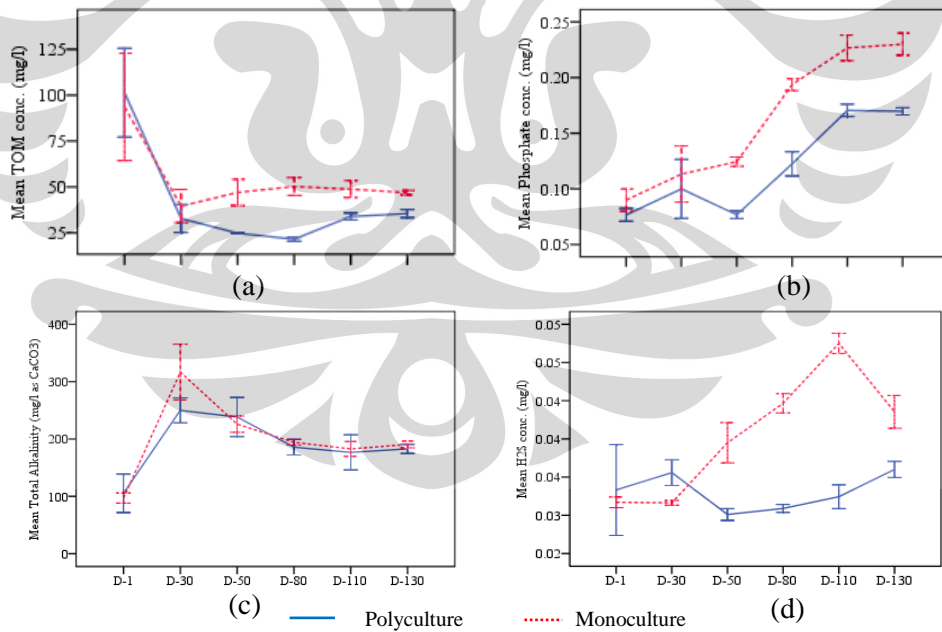 Mean TOM conc. (mg/l)
125
100
75
50
25
(a)
Mean Phosphate conc. (mg/l)
0.25
0.20
0.15
0.10
0.05
(b)
Mean Total Alkalinity (mg/l as CaCO3)
400
300
200
100
0
D-1 D-30 D-50 D-80 D-110 D-130
(c)
Mean H2S conc (mg/l)
0.05
0.05
0.04
0.04
0.04
0.03
0.02
D-1 D-30 D-50 D-80 D-110 D-130
(d)
Polyculture Monoculture